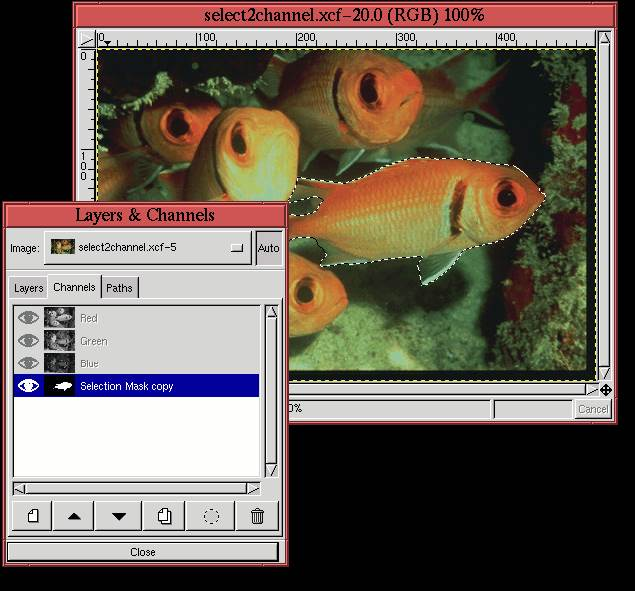 select2channel.xcf-20.0 (RGB) 100%
0 100 200 300 400
0
100
Layers & Channels
Image: select2channel.xcf-5 Auto
Layers Channels Paths
Red
Green
Blue
Selection Mask copy
0% Cancel
Close